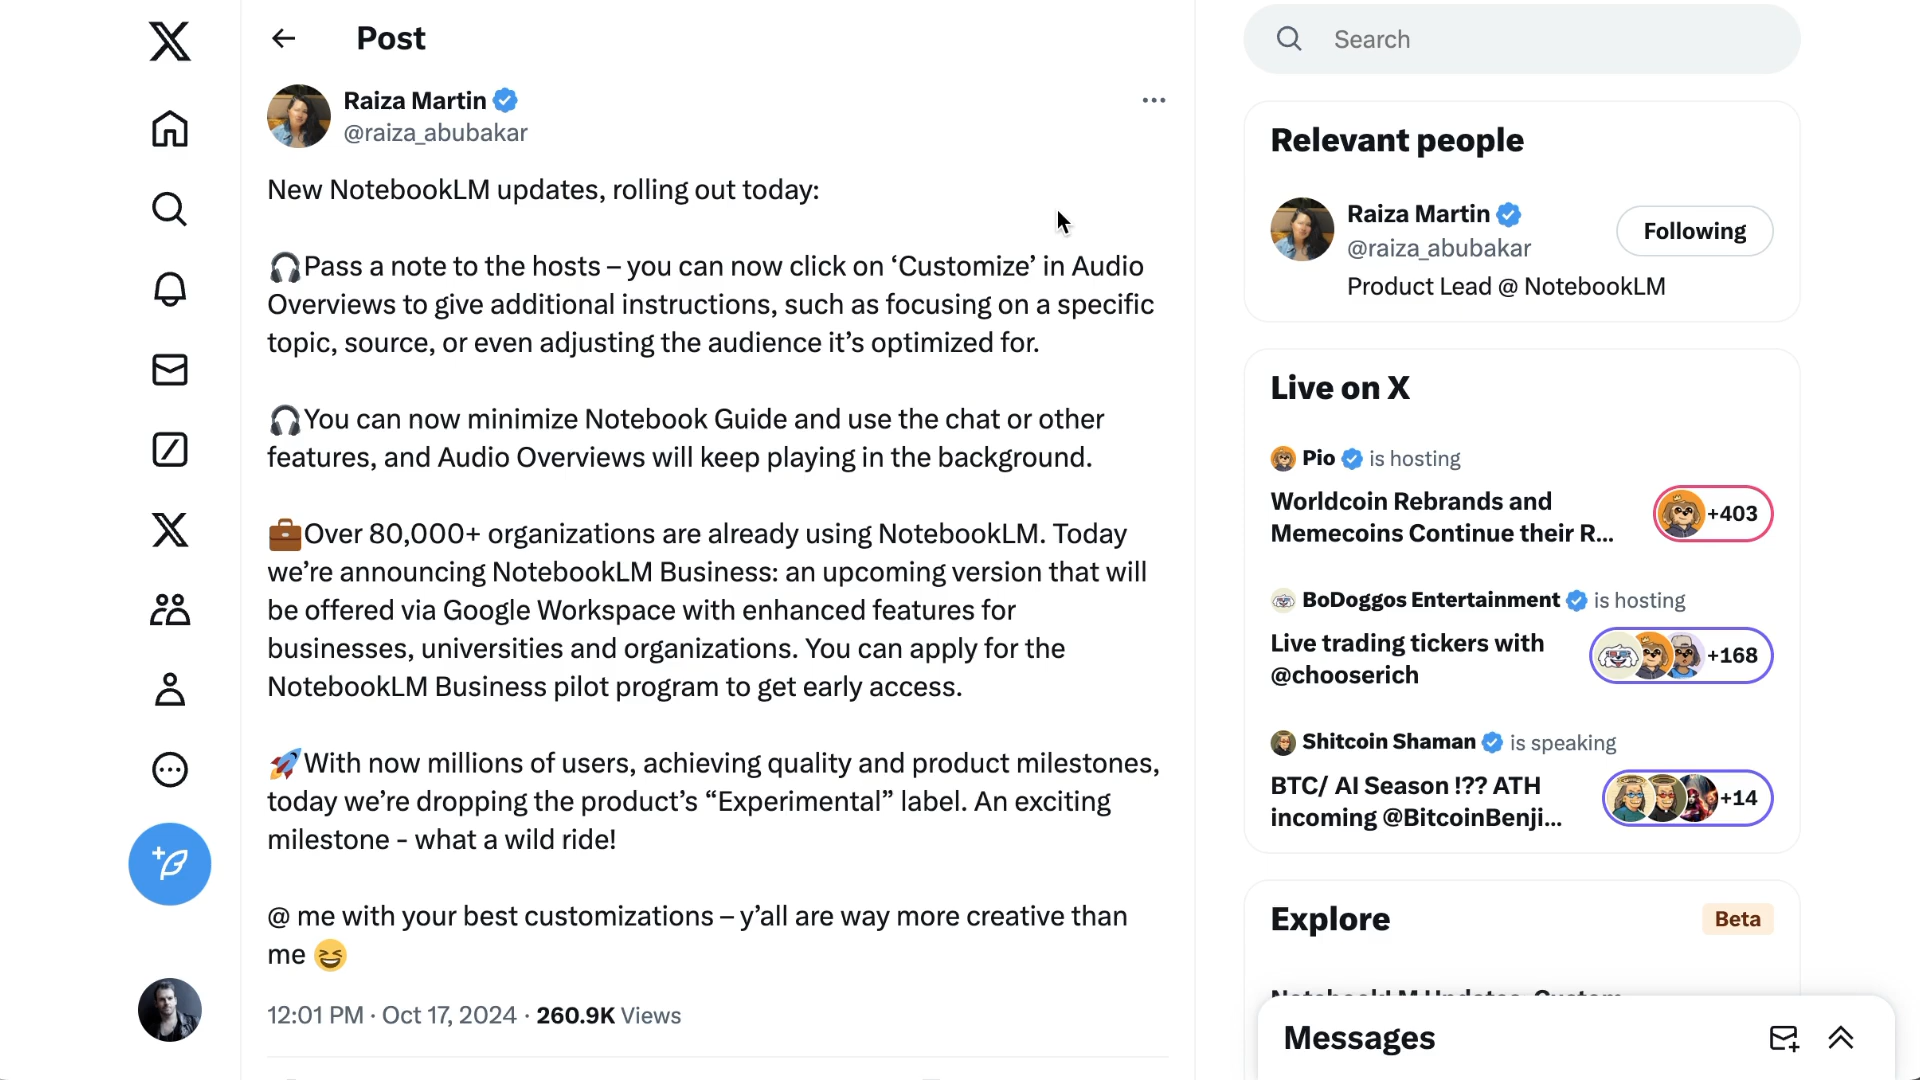 Post
Raiza Martin
@raiza_abubakar
New NotebookLM updates, rolling out today:
🎧Pass a note to the hosts – you can now click on ‘Customize’ in Audio
Overviews to give additional instructions, such as focusing on a specific
topic, source, or even adjusting the audience it’s optimized for.
🎧You can now minimize Notebook Guide and use the chat or other
features, and Audio Overviews will keep playing in the background.
💼Over 80,000+ organizations are already using NotebookLM. Today
we’re announcing NotebookLM Business: an upcoming version that will
be offered via Google Workspace with enhanced features for
businesses, universities and organizations. You can apply for the
NotebookLM Business pilot program to get early access.
🚀With now millions of users, achieving quality and product milestones,
today we’re dropping the product’s “Experimental” label. An exciting
milestone - what a wild ride!
@ me with your best customizations – y’all are way more creative than
me 😆
12:01 PM · Oct 17, 2024 · 260.9K Views
Search
Relevant people
Raiza Martin
@raiza_abubakar
Following
Product Lead @ NotebookLM
Live on X
Pio is hosting
Worldcoin Rebrands and
Memecoins Continue their R...
+403
BoDoggos Entertainment is hosting
Live trading tickers with
@chooserich
+168
Shitcoin Shaman is speaking
BTC/ AI Season !?? ATH
incoming @BitcoinBenji...
+14
Explore
Beta
Messages